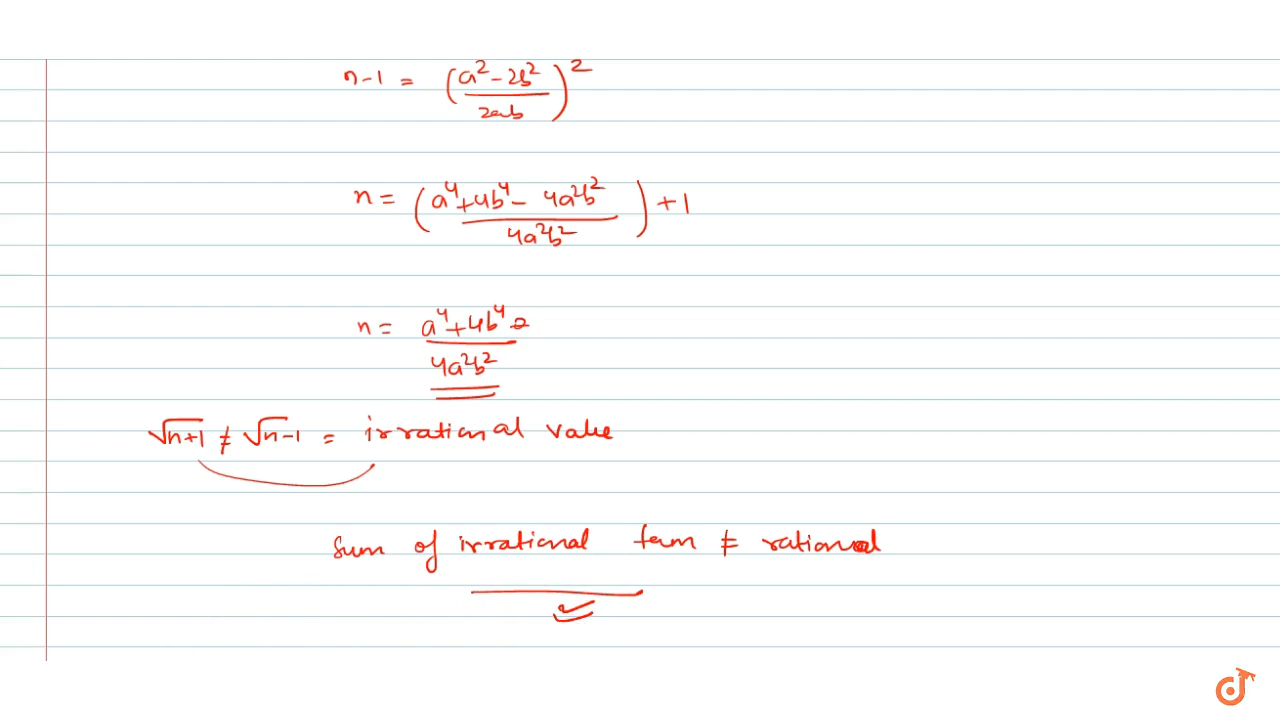 n-1 = (a²-2b²/2ab)²
n = (a⁴+4b⁴-4a²b²/4a²b²) + 1
n = a⁴+4b⁴/4a²b²
√n+1 ≠ √n-1 = irrational value
Sum of irrational term ≠ rational